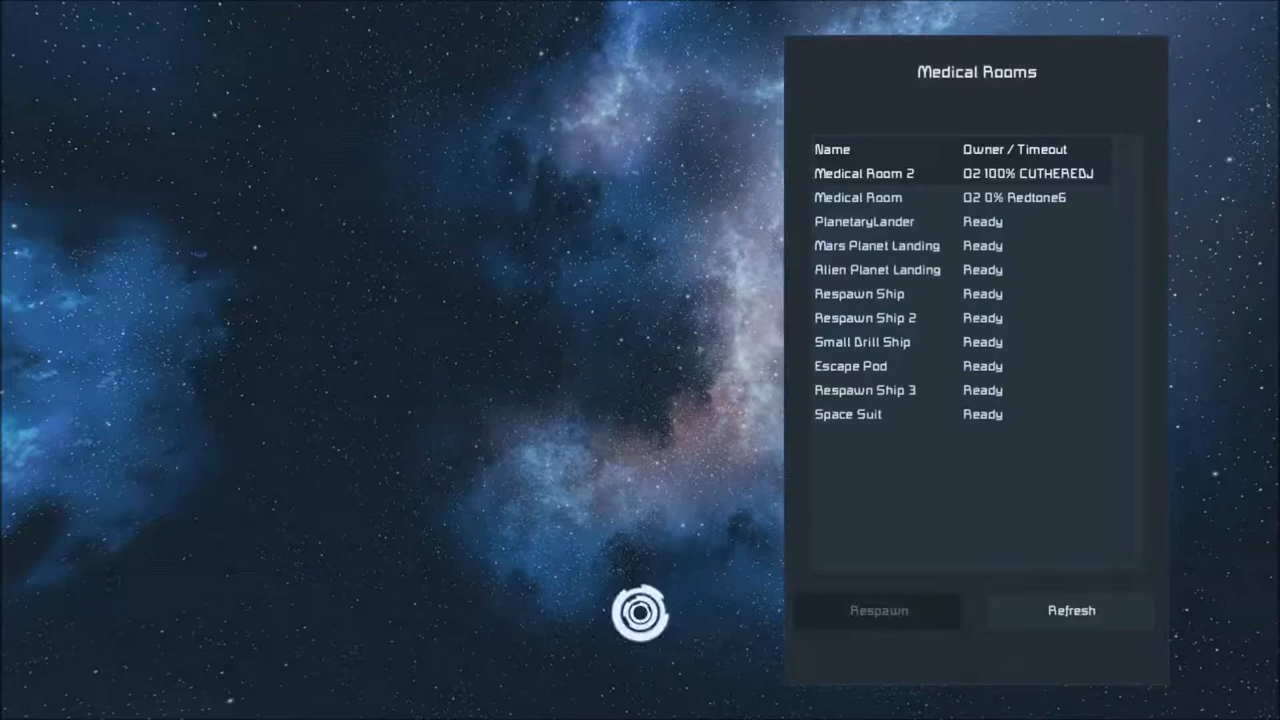 Medical Rooms
Name Owner / Timeout
Medical Room 2 O2 100% CUTHEREDJ
Medical Room O2 0% Redtone6
PlanetaryLander Ready
Mars Planet Landing Ready
Alien Planet Landing Ready
Respawn Ship Ready
Respawn Ship 2 Ready
Small Drill Ship Ready
Escape Pod Ready
Respawn Ship 3 Ready
Space Suit Ready
Respawn Refresh